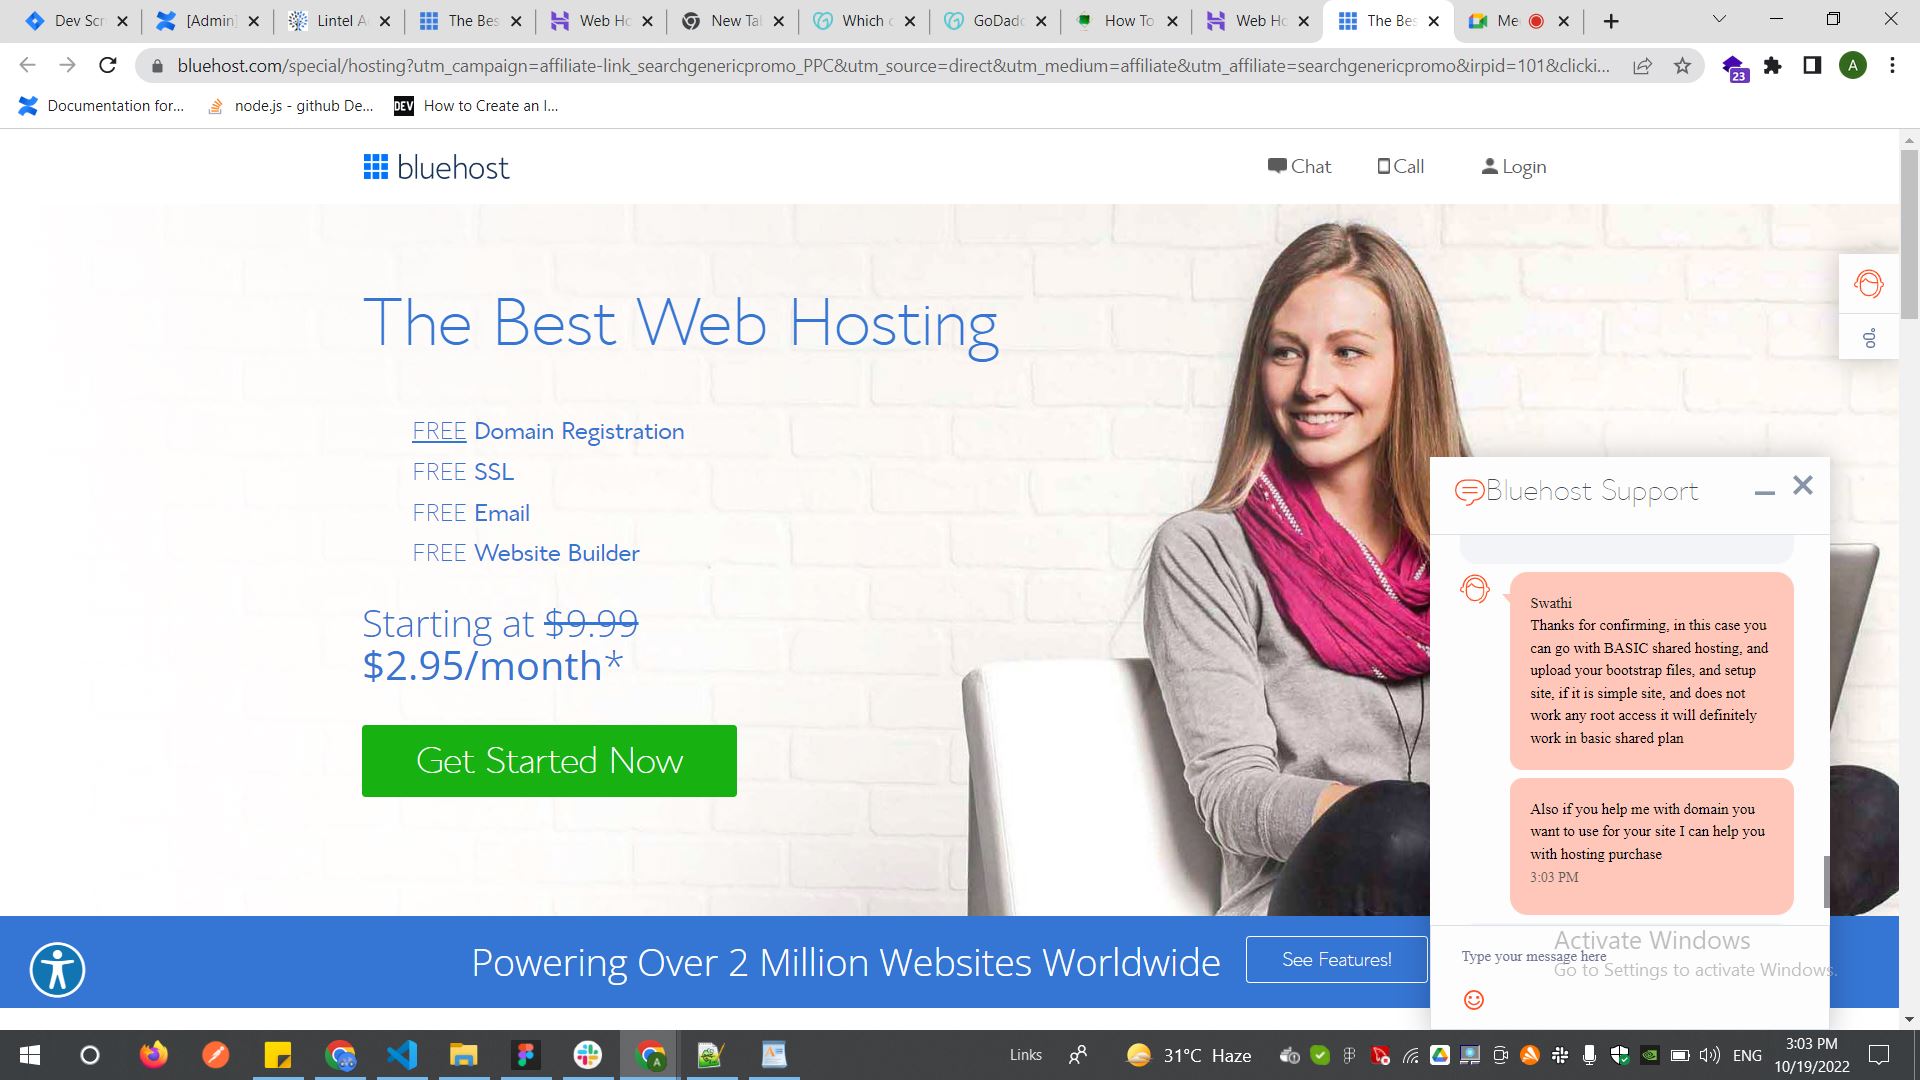 Dev Scr
[Admin]
Lintel A
The Bes
Web Ho
New Tal
Which
GoDad
How To
Web Ho
The Bes
Me
bluehost.com/special/hosting?utm_campaign=affiliate-link_searchgenericpromo_PPC&utm_source=direct&utm_medium=affiliate&utm_affiliate=searchgenericpromo&irpid=101&clicki...
23
A
Documentation for...
node.js - github De...
DEV
How to Create an I...
bluehost
Chat
Call
Login
The Best Web Hosting
FREE Domain Registration
FREE SSL
FREE Email
FREE Website Builder
Starting at $9.99
$2.95/month*
Get Started Now
Bluehost Support
Swathi
Thanks for confirming, in this case you
can go with BASIC shared hosting, and
upload your bootstrap files, and setup
site, if it is simple site, and does not
work any root access it will definitely
work in basic shared plan
Also if you help me with domain you
want to use for your site I can help you
with hosting purchase
3:03 PM
Type your message here
Activate Windows
Go to Settings to activate Windows.
Powering Over 2 Million Websites Worldwide
See Features!
Links
31°C Haze
ENG
3:03 PM
10/19/2022